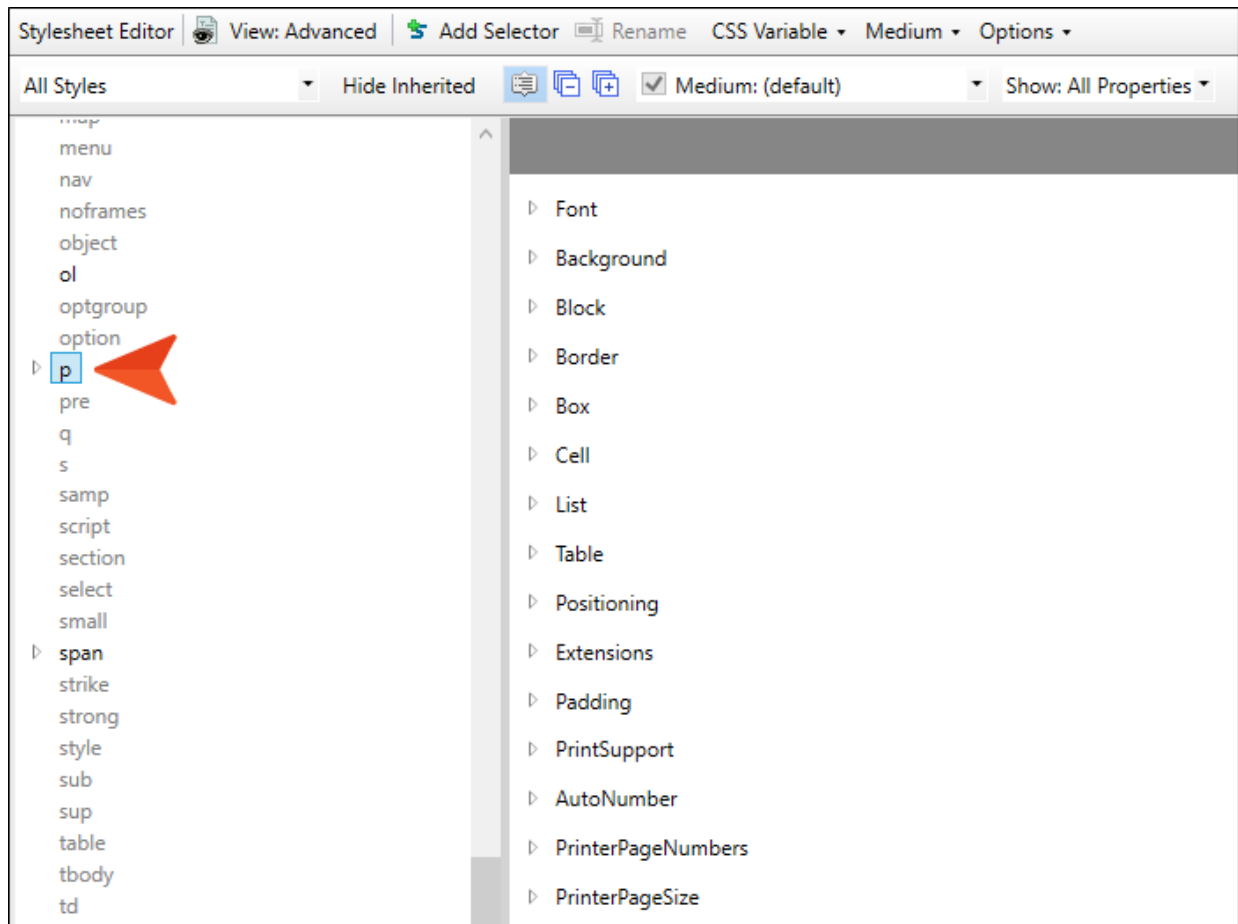 Stylesheet Editor View: Advanced Add Selector Rename CSS Variable Medium Options
All Styles Hide Inherited Medium: (default) Show: All Properties
map
menu
nav
noframes
object
ol
optgroup
option
p
pre
q
s
samp
script
section
select
small
span
strike
strong
style
sub
sup
table
tbody
td
Font
Background
Block
Border
Box
Cell
List
Table
Positioning
Extensions
Padding
PrintSupport
AutoNumber
PrinterPageNumbers
PrinterPageSize